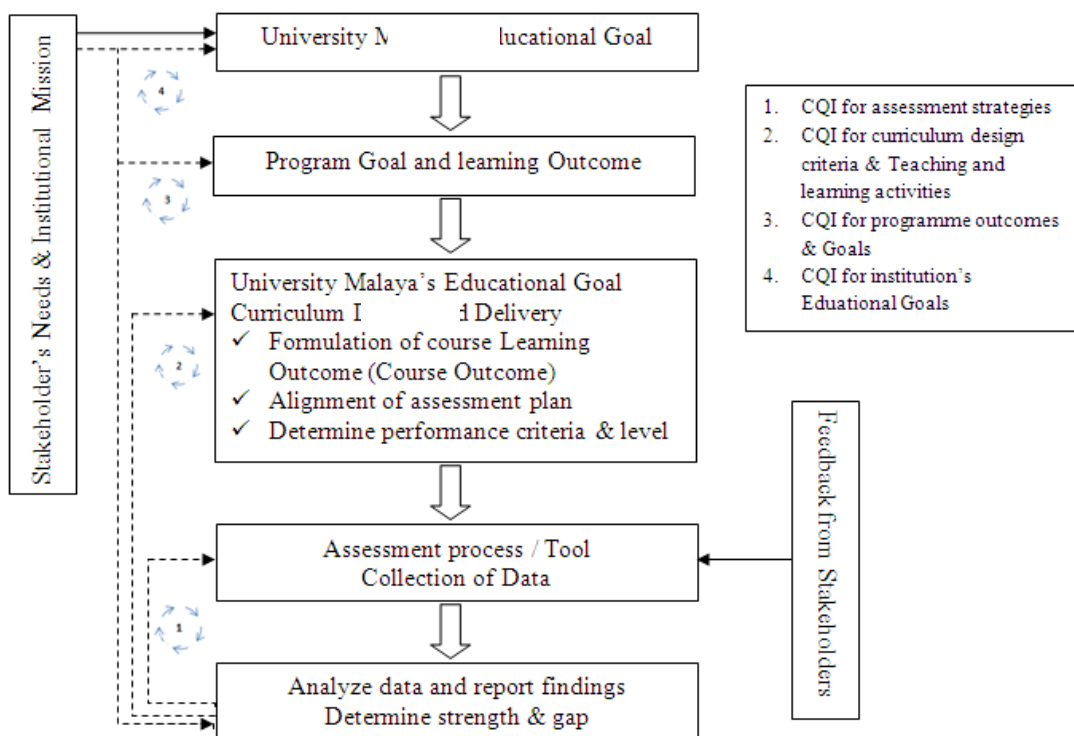 Stakeholder's Needs & Institutional Mission
University M ducational Goal
4
Program Goal and learning Outcome
3
University Malaya's Educational Goal
Curriculum D d Delivery
✓ Formulation of course Learning
Outcome (Course Outcome)
✓ Alignment of assessment plan
✓ Determine performance criteria & level
2
Assessment process / Tool
Collection of Data
1
Analyze data and report findings
Determine strength & gap
1. CQI for assessment strategies
2. CQI for curriculum design
criteria & Teaching and
learning activities
3. CQI for programme outcomes
& Goals
4. CQI for institution's
Eduational Goals
Feedback from Stakeholders